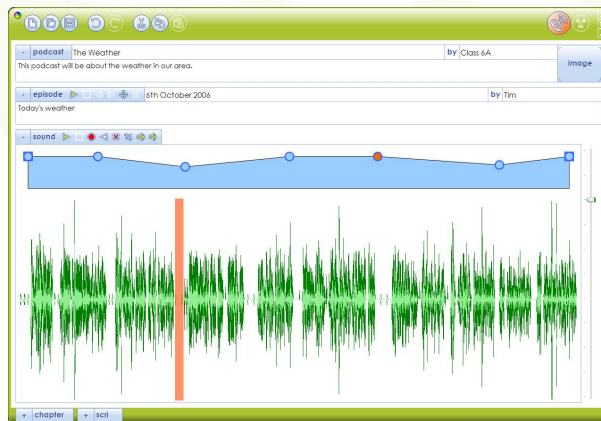 - podcast The Weather by Class 6A
image
This podcast will be about the weather in our area.
- episode 6th October 2006 by Tim
Today's weather
- sound
+ chapter + scri